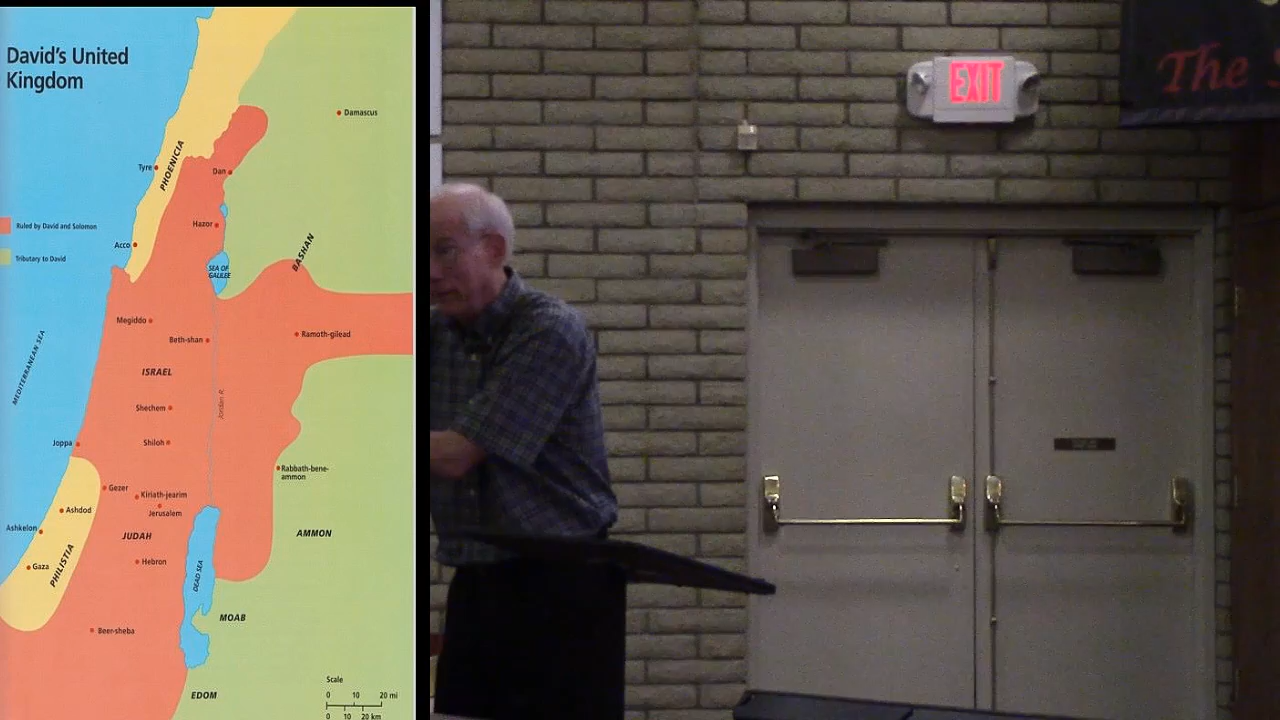 David's United
Kingdom
Damascus
Tyre
PHOENICIA
Dan
Ruled by David and Solomon
Hazor
Acco
BASHAN
Tributary to David
SEA OF
GALILEE
Megiddo
Ramoth-gilead
Beth-shan
MEDITERRANEAN SEA
ISRAEL
Jordan R.
Shechem
Joppa
Shiloh
Rabbath-bene-
ammon
Gezer
Kiriath-jearim
Ashdod
Jerusalem
Ashkelon
JUDAH
AMMON
Gaza
PHILISTIA
Hebron
DEAD SEA
MOAB
Beer-sheba
Scale
EDOM
0 10 20 mi
0 10 20 km
EXIT
The